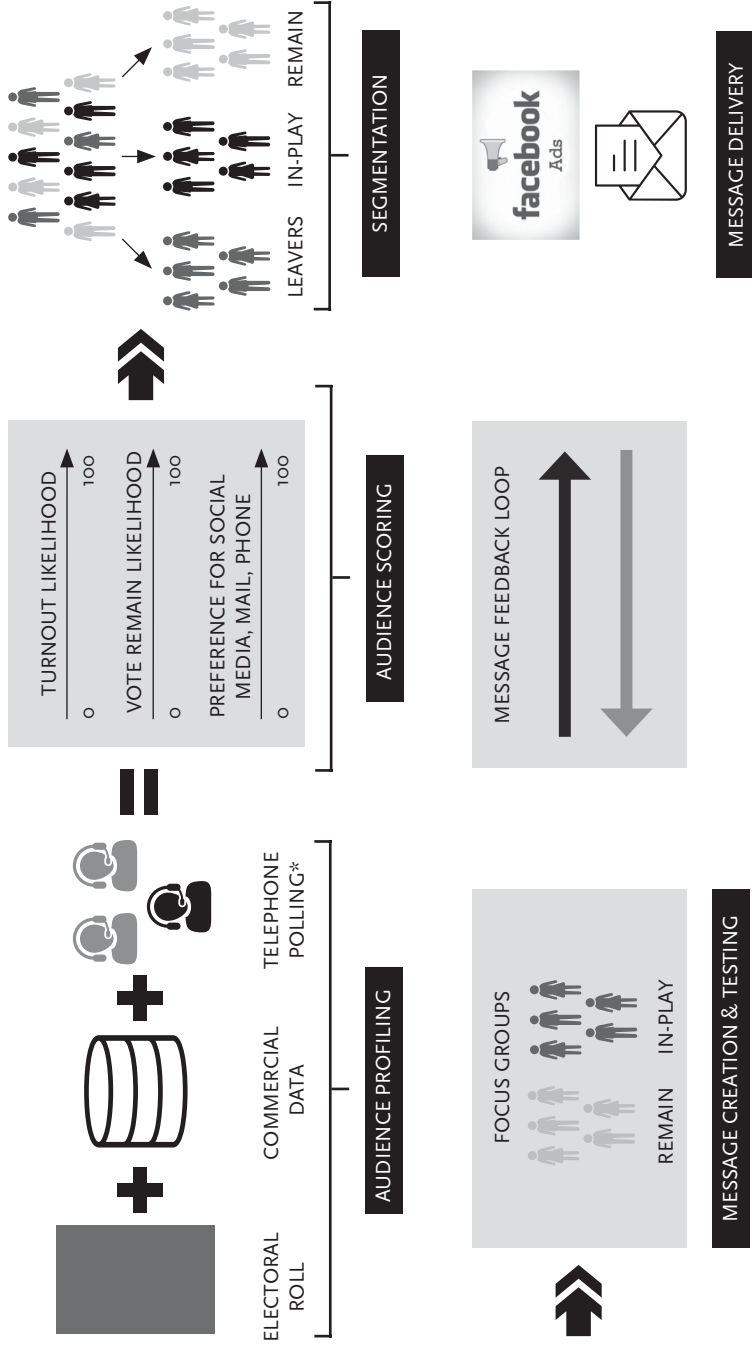 ELECTORAL
ROLL
COMMERCIAL
DATA
TELEPHONE
POLLING*
AUDIENCE PROFILING
TURNOUT LIKELIHOOD
0 100
VOTE REMAIN LIKELIHOOD
0 100
PREFERENCE FOR SOCIAL
MEDIA, MAIL, PHONE
0 100
AUDIENCE SCORING
LEAVERS IN-PLAY REMAIN
SEGMENTATION
FOCUS GROUPS
REMAIN IN-PLAY
MESSAGE CREATION & TESTING
MESSAGE FEEDBACK LOOP
facebook
Ads
MESSAGE DELIVERY